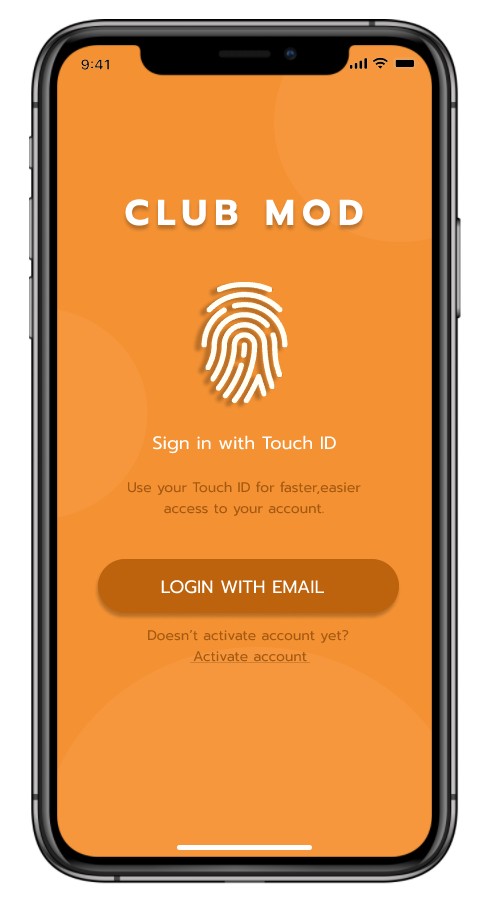 9:41
CLUB MOD
Sign in with Touch ID
Use your Touch ID for faster,easier
access to your account.
LOGIN WITH EMAIL
Doesn't activate account yet?
Activate account